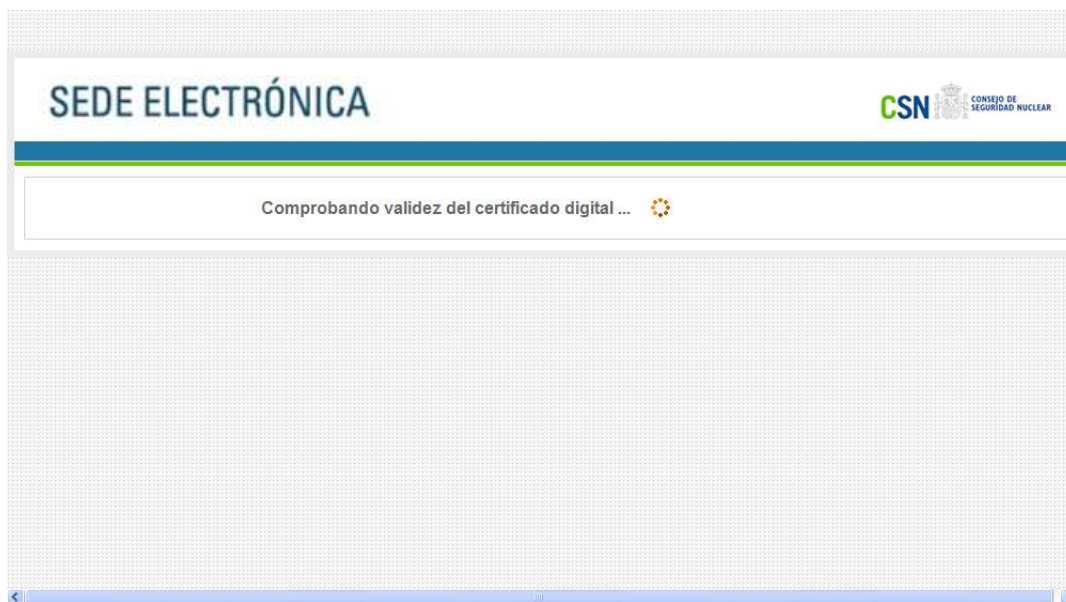 SEDE ELECTRÓNICA
CSN
CONSEJO DE
SEGURIDAD NUCLEAR
Comprobando validez del certificado digital ...